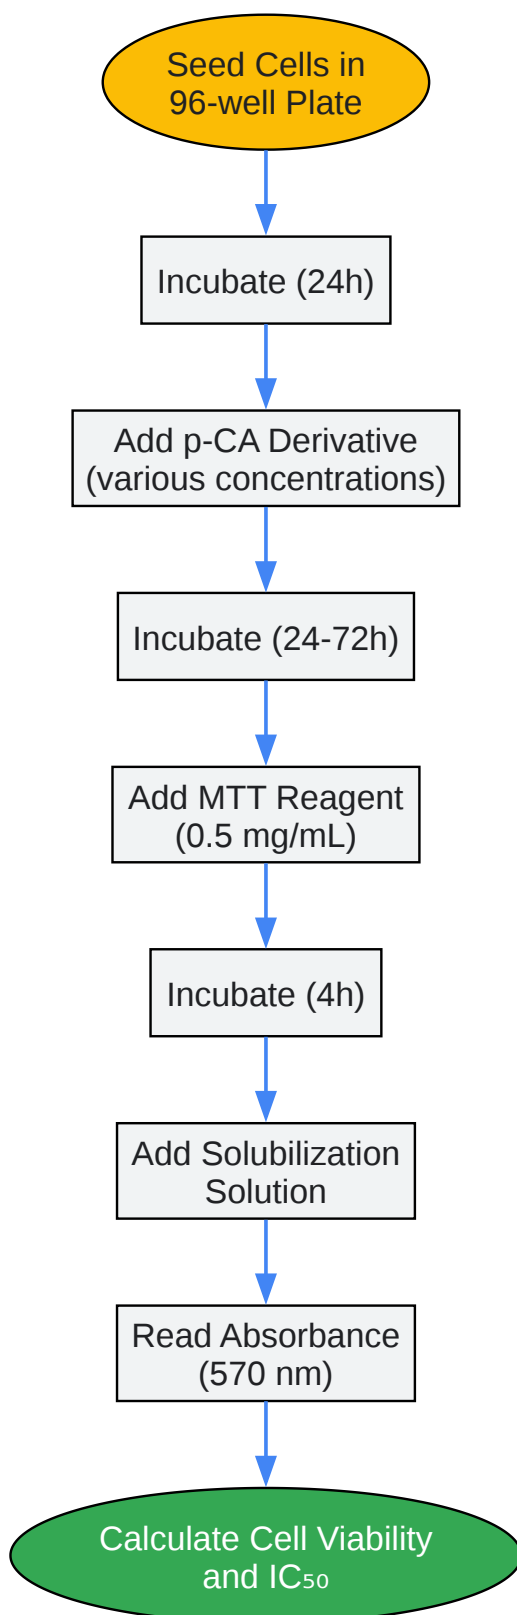 Seed Cells in
96-well Plate
Incubate (24h)
Add p-CA Derivative
(various concentrations)
Incubate (24-72h)
Add MTT Reagent
(0.5 mg/mL)
Incubate (4h)
Add Solubilization
Solution
Read Absorbance
(570 nm)
Calculate Cell Viability
and IC₅₀